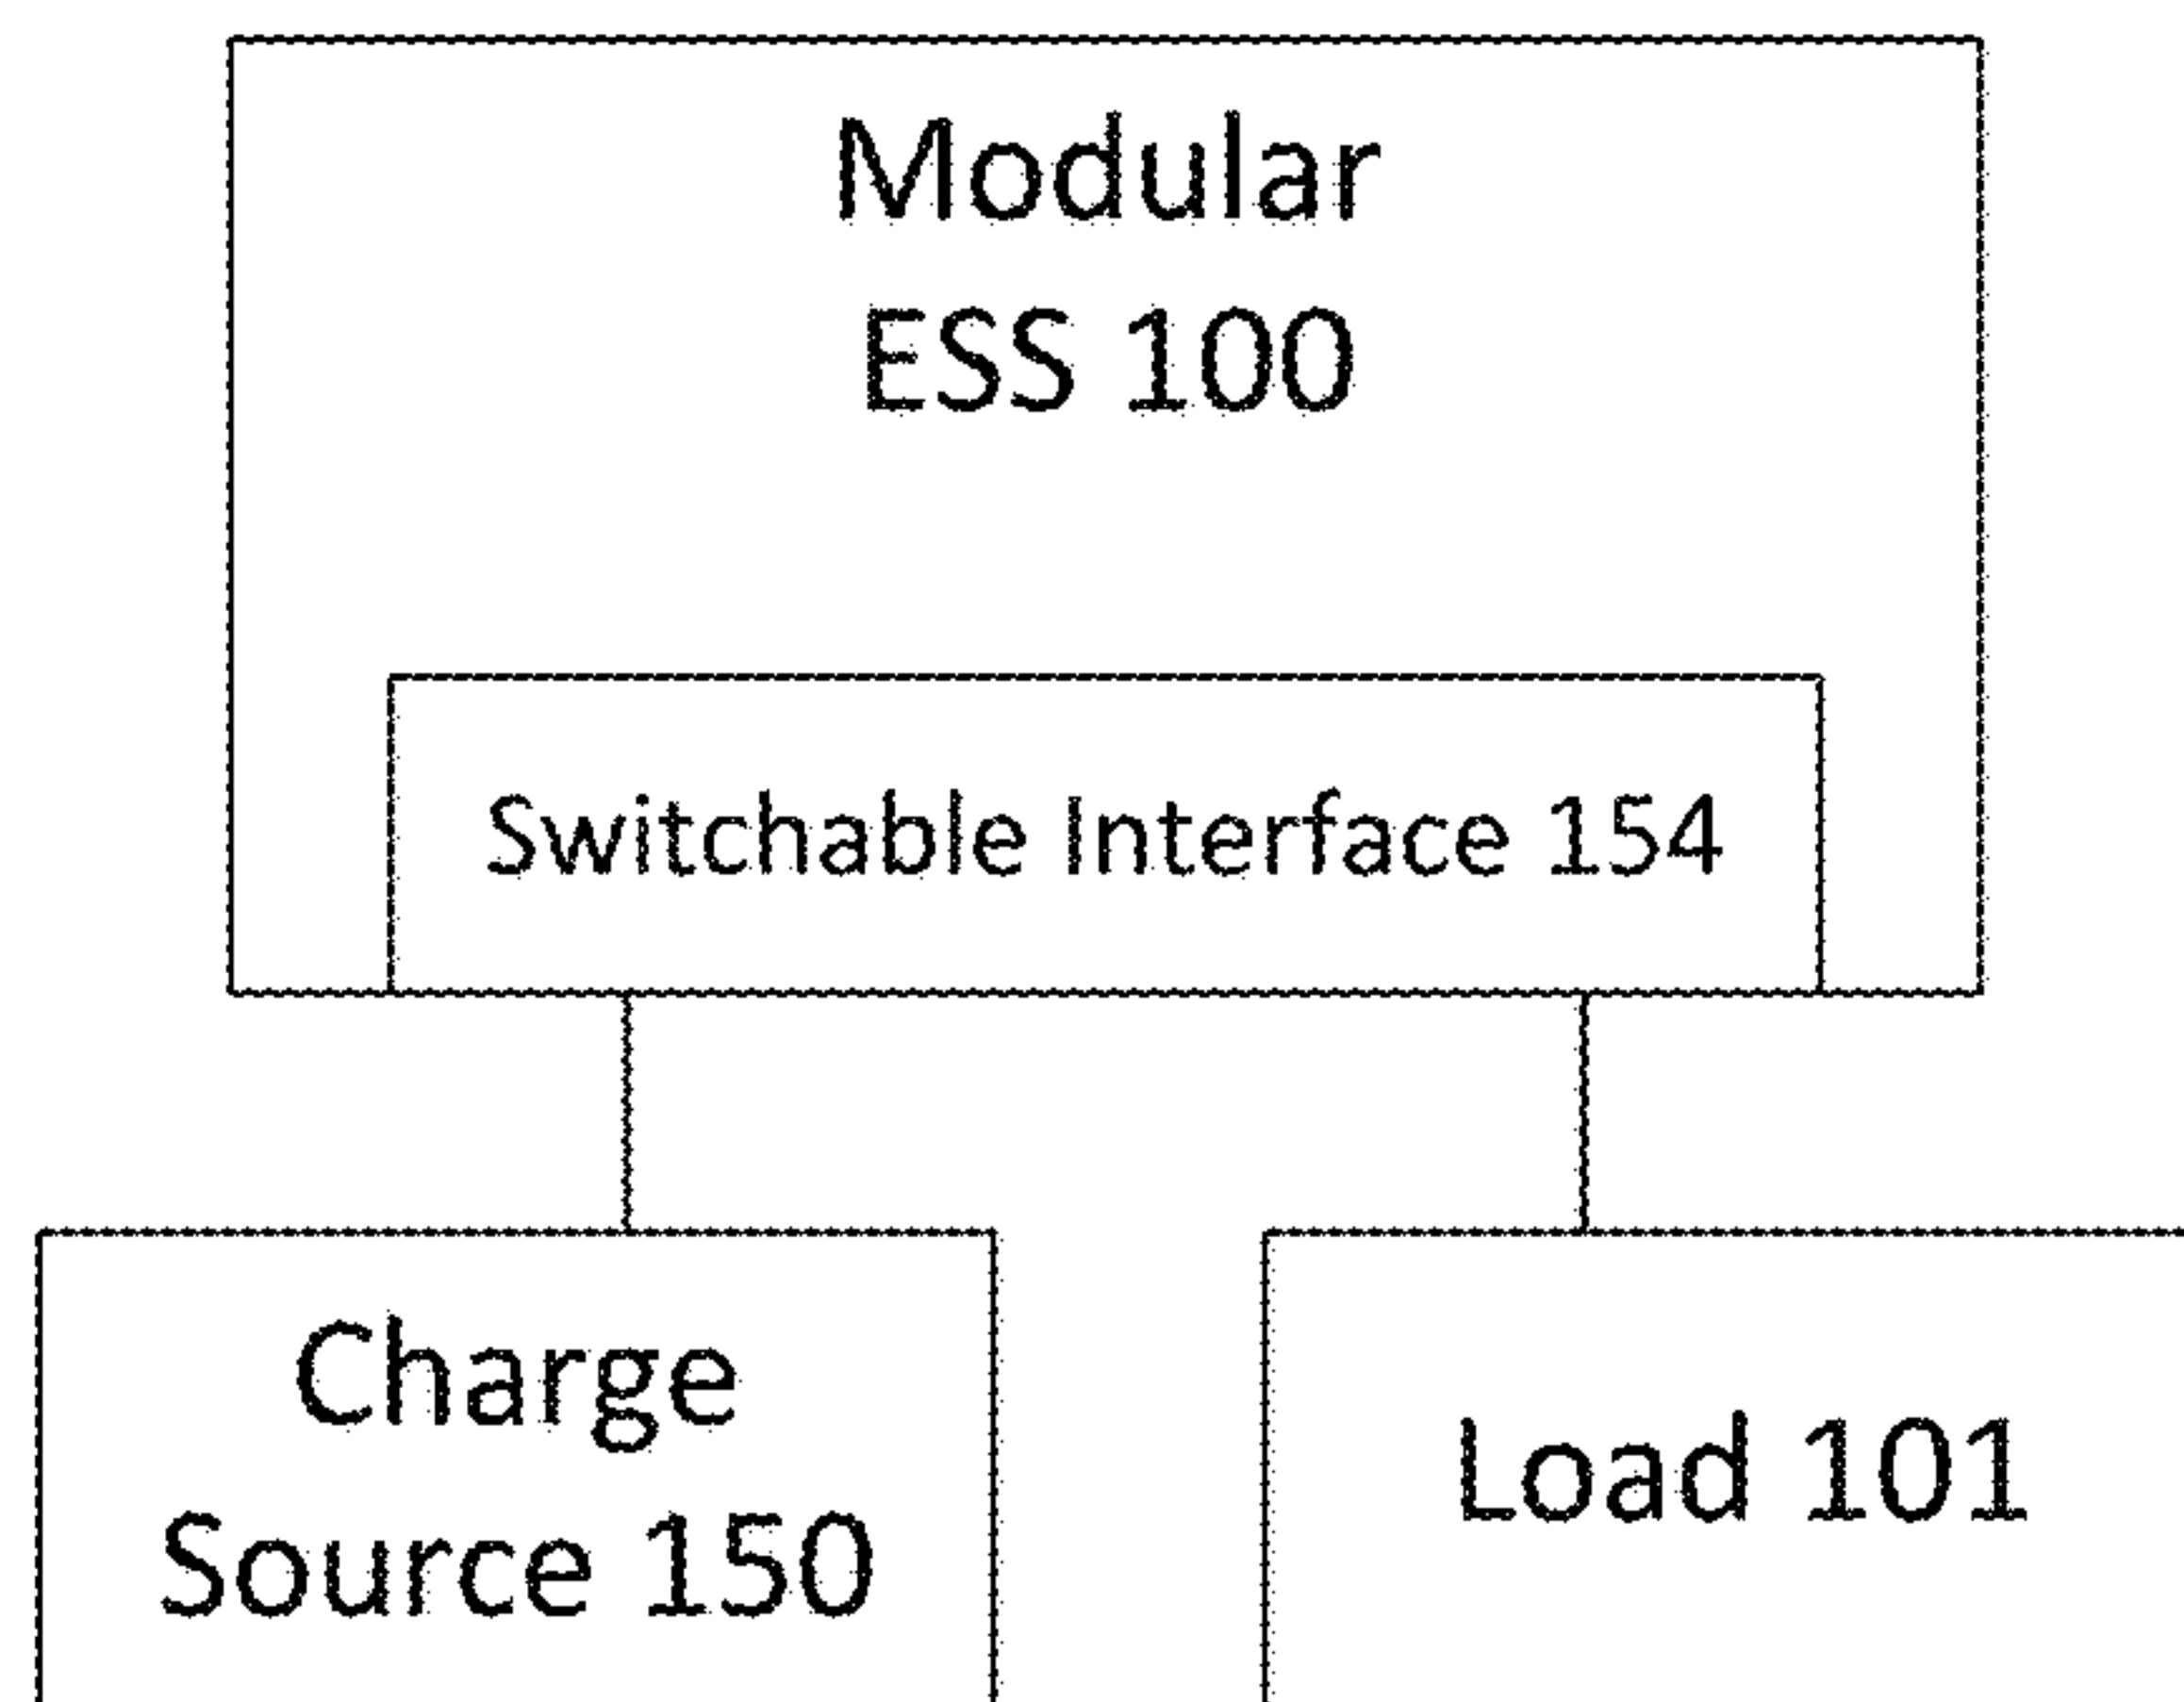 Modular
ESS 100
Switchable Interface 154
Charge
Source 150
Load 101